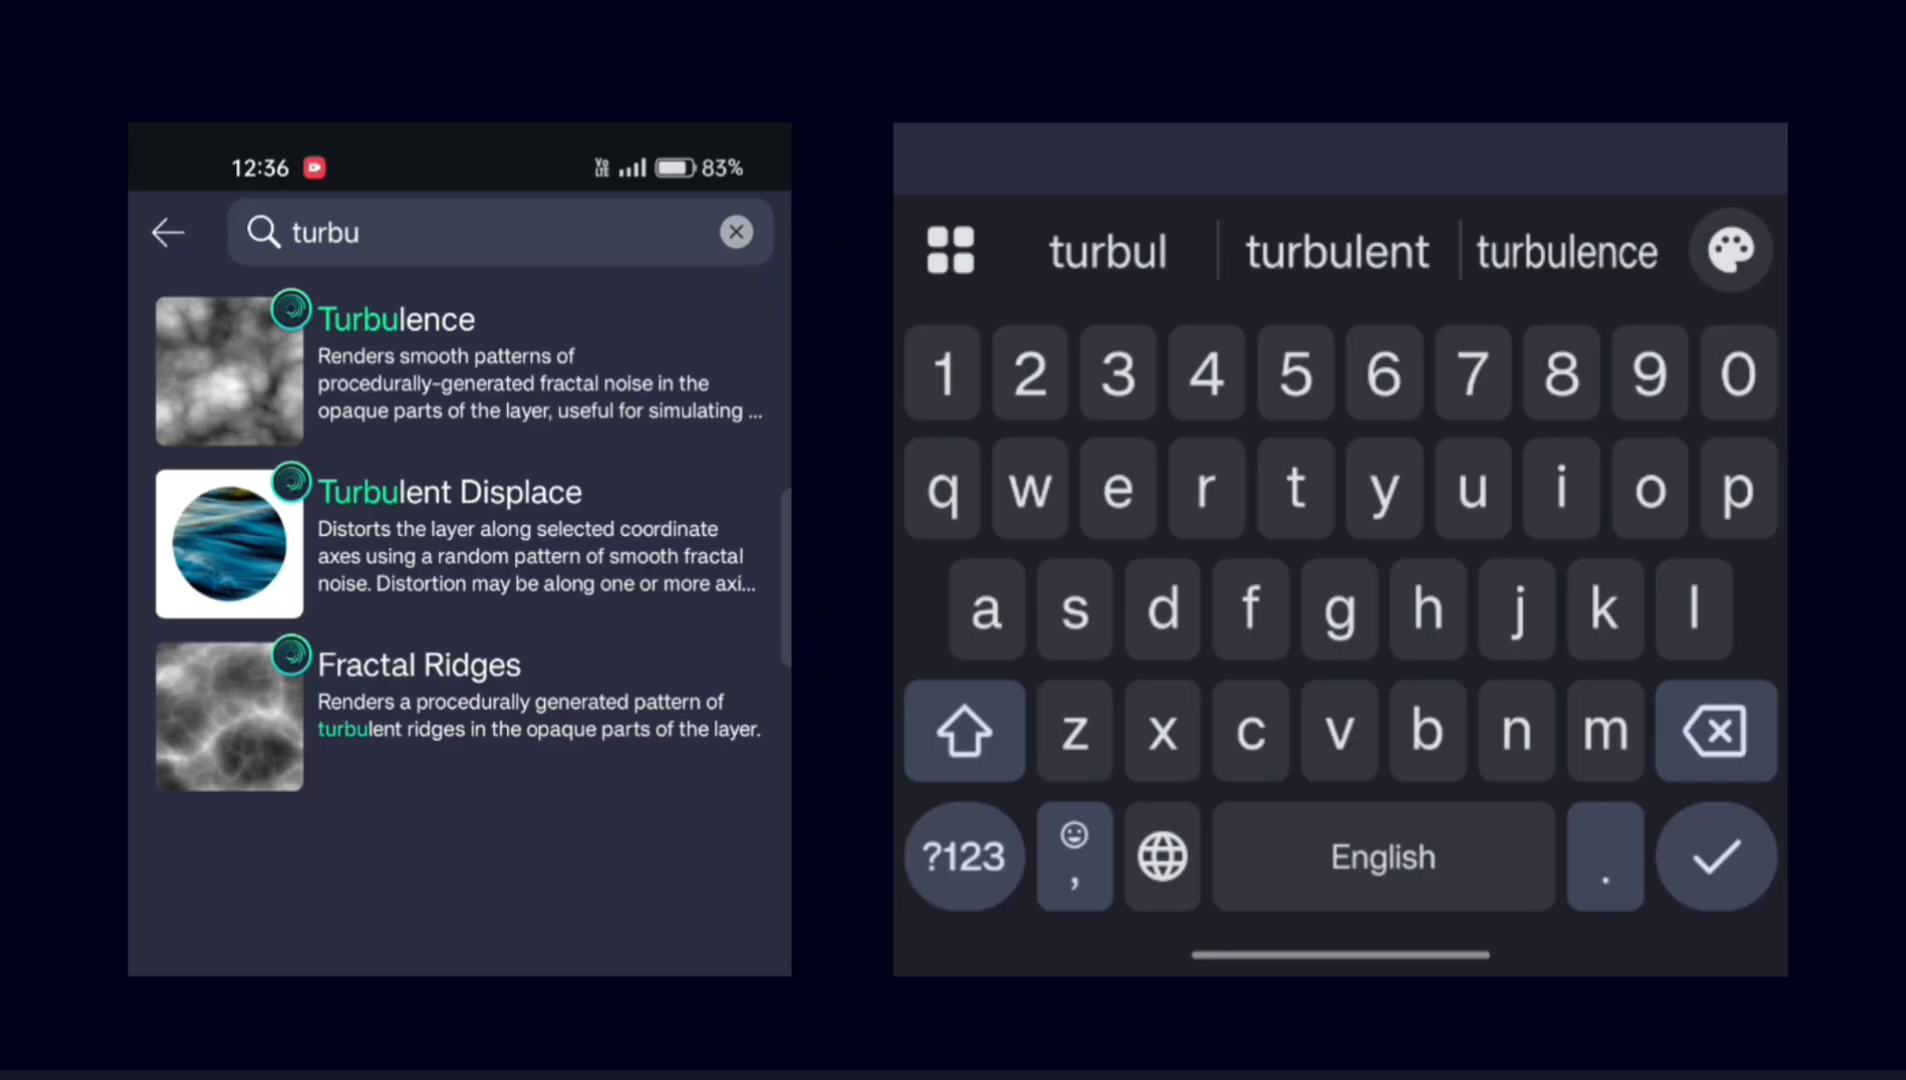 12:36 Vo LTE 83%
turbu
Turbulence
Renders smooth patterns of
procedurally-generated fractal noise in the
opaque parts of the layer, useful for simulating ...
Turbulent Displace
Distorts the layer along selected coordinate
axes using a random pattern of smooth fractal
noise. Distortion may be along one or more axi...
Fractal Ridges
Renders a procedurally generated pattern of
turbulent ridges in the opaque parts of the layer.
turbul turbulent turbulence
1 2 3 4 5 6 7 8 9 0
q w e r t y u i o p
a s d f g h j k l
z x c v b n m
?123 , English .